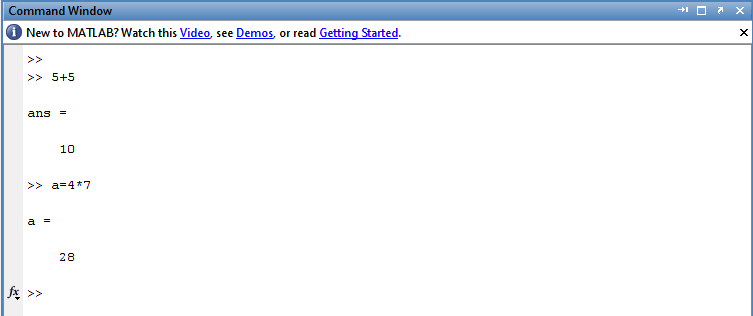 Command Window
New to MATLAB? Watch this Video, see Demos, or read Getting Started.
>>
>> 5+5
ans =
10
>> a=4*7
a =
28
fx >>